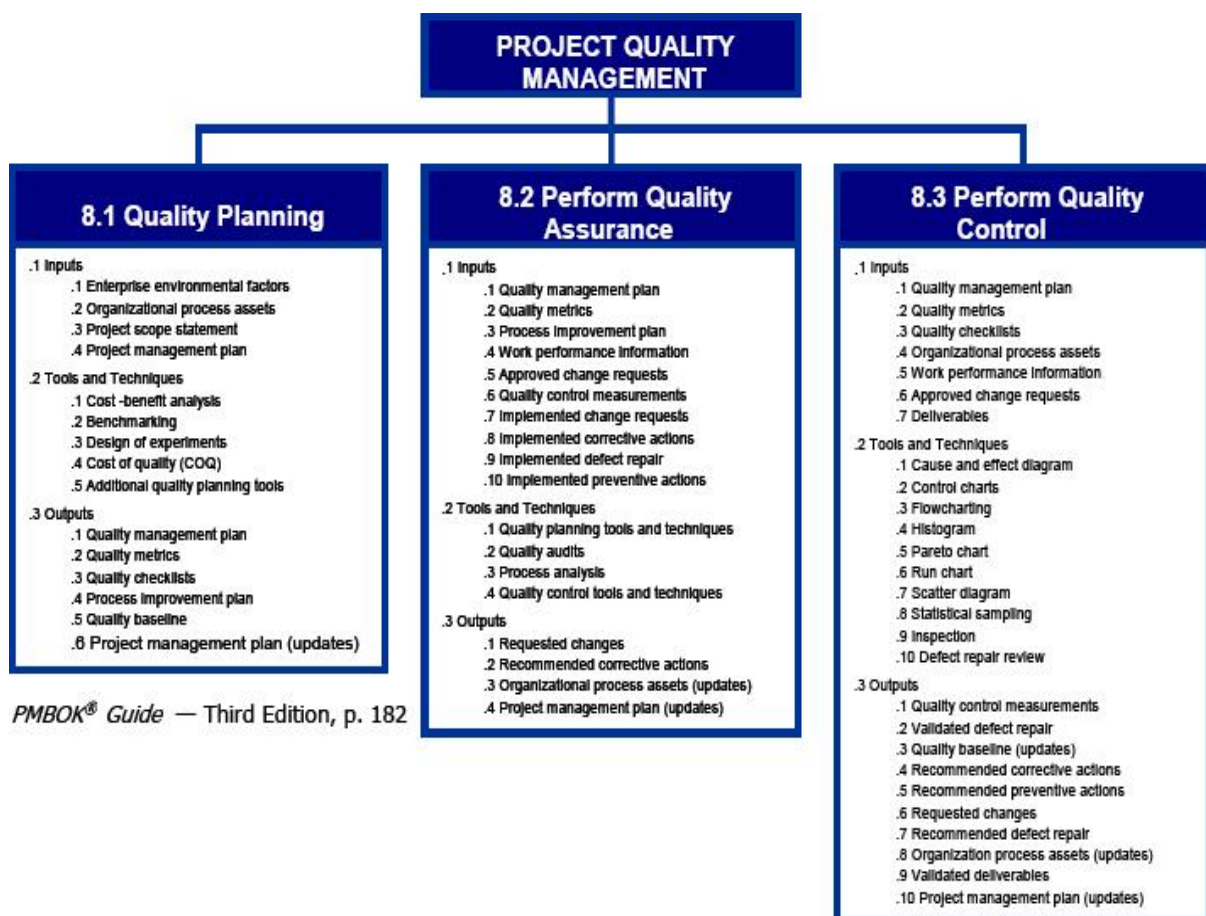 PROJECT QUALITY
MANAGEMENT
8.1 Quality Planning
.1 Inputs
.1 Enterprise environmental factors
.2 Organizational process assets
.3 Project scope statement
.4 Project management plan
.2 Tools and Techniques
.1 Cost -benefit analysis
.2 Benchmarking
.3 Design of experiments
.4 Cost of quality (COQ)
.5 Additional quality planning tools
.3 Outputs
.1 Quality management plan
.2 Quality metrics
.3 Quality checklists
.4 Process improvement plan
.5 Quality baseline
.6 Project management plan (updates)
PMBOK® Guide — Third Edition, p. 182
8.2 Perform Quality
Assurance
.1 Inputs
.1 Quality management plan
.2 Quality metrics
.3 Process improvement plan
.4 Work performance information
.5 Approved change requests
.6 Quality control measurements
.7 Implemented change requests
.8 Implemented corrective actions
.9 Implemented defect repair
.10 Implemented preventive actions
.2 Tools and Techniques
.1 Quality planning tools and techniques
.2 Quality audits
.3 Process analysis
.4 Quality control tools and techniques
.3 Outputs
.1 Requested changes
.2 Recommended corrective actions
.3 Organizational process assets (updates)
.4 Project management plan (updates)
8.3 Perform Quality
Control
.1 Inputs
.1 Quality management plan
.2 Quality metrics
.3 Quality checklists
.4 Organizational process assets
.5 Work performance information
.6 Approved change requests
.7 Deliverables
.2 Tools and Techniques
.1 Cause and effect diagram
.2 Control charts
.3 Flowcharting
.4 Histogram
.5 Pareto chart
.6 Run chart
.7 Scatter diagram
.8 Statistical sampling
.9 Inspection
.10 Defect repair review
.3 Outputs
.1 Quality control measurements
.2 Validated defect repair
.3 Quality baseline (updates)
.4 Recommended corrective actions
.5 Recommended preventive actions
.6 Requested changes
.7 Recommended defect repair
.8 Organization process assets (updates)
.9 Validated deliverables
.10 Project management plan (updates)